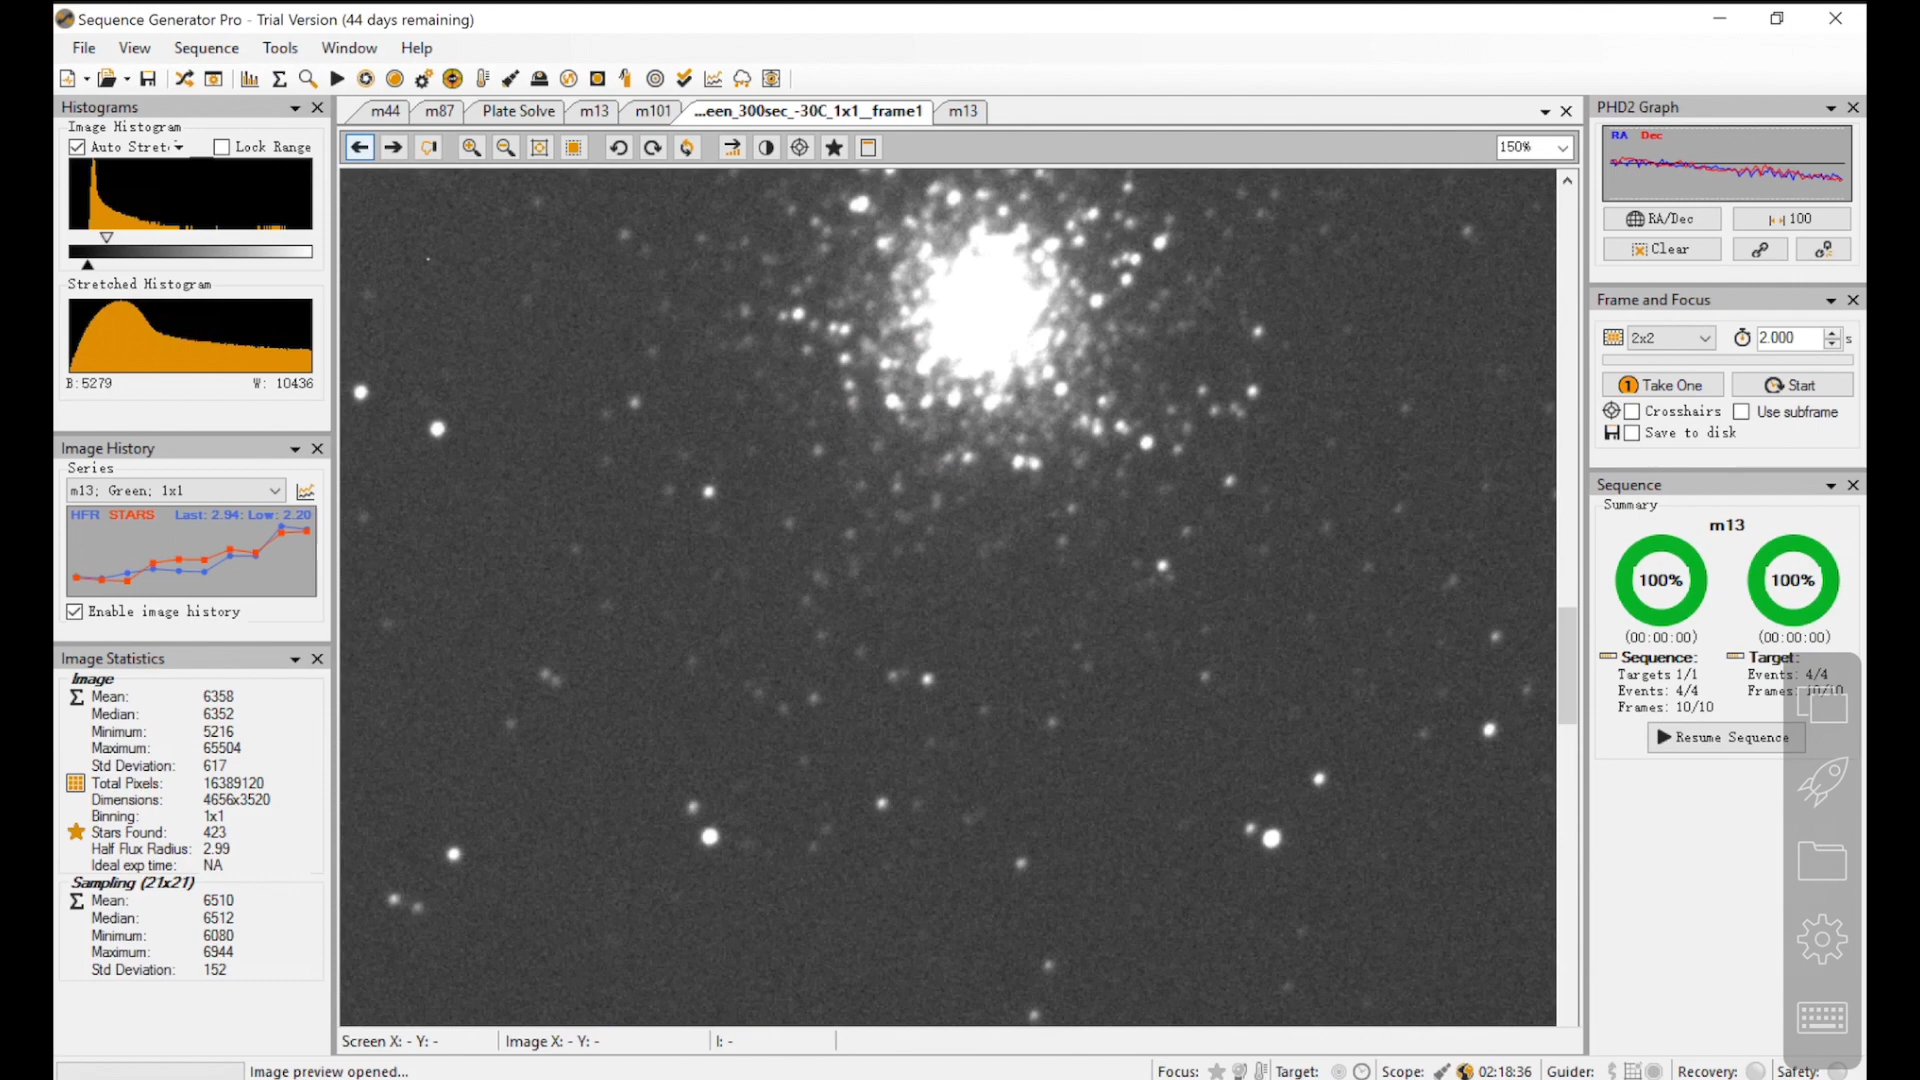 Sequence Generator Pro - Trial Version (44 days remaining)
File View Sequence Tools Window Help
Histograms
Image Histogram
Auto Stretc
Lock Range
Stretched Histogram
B:5279 W: 10436
Image History
Series
m13; Green; 1x1
HFR STARS Last: 2.94: Low: 2.20
Enable image history
Image Statistics
Image
Mean: 6358
Median: 6352
Minimum: 5216
Maximum: 65504
Std Deviation: 617
Total Pixels: 16389120
Dimensions: 4656x3520
Binning: 1x1
Stars Found: 423
Half Flux Radius: 2.99
Ideal exp time: NA
Sampling (21x21)
Mean: 6510
Median: 6512
Minimum: 6080
Maximum: 6944
Std Deviation: 152
m44 m87 Plate Solve m13 m101 ...een_300sec_-30C_1x1__frame1 m13
150%
Screen X: - Y: - Image X: - Y: - I: -
PHD2 Graph
RA Dec
RA/Dec 100
Clear
Frame and Focus
2x2 2.000 s
1 Take One Start
Crosshairs Use subframe
Save to disk
Sequence
Summary
m13
100% 100%
(00:00:00) (00:00:00)
Sequence: Target:
Targets 1/1 Events: 4/4
Events: 4/4 Frames: 10/10
Frames: 10/10
Resume Sequence
Image preview opened... Focus: Target: Scope: 02:18:36 Guider: Recovery: Safety: